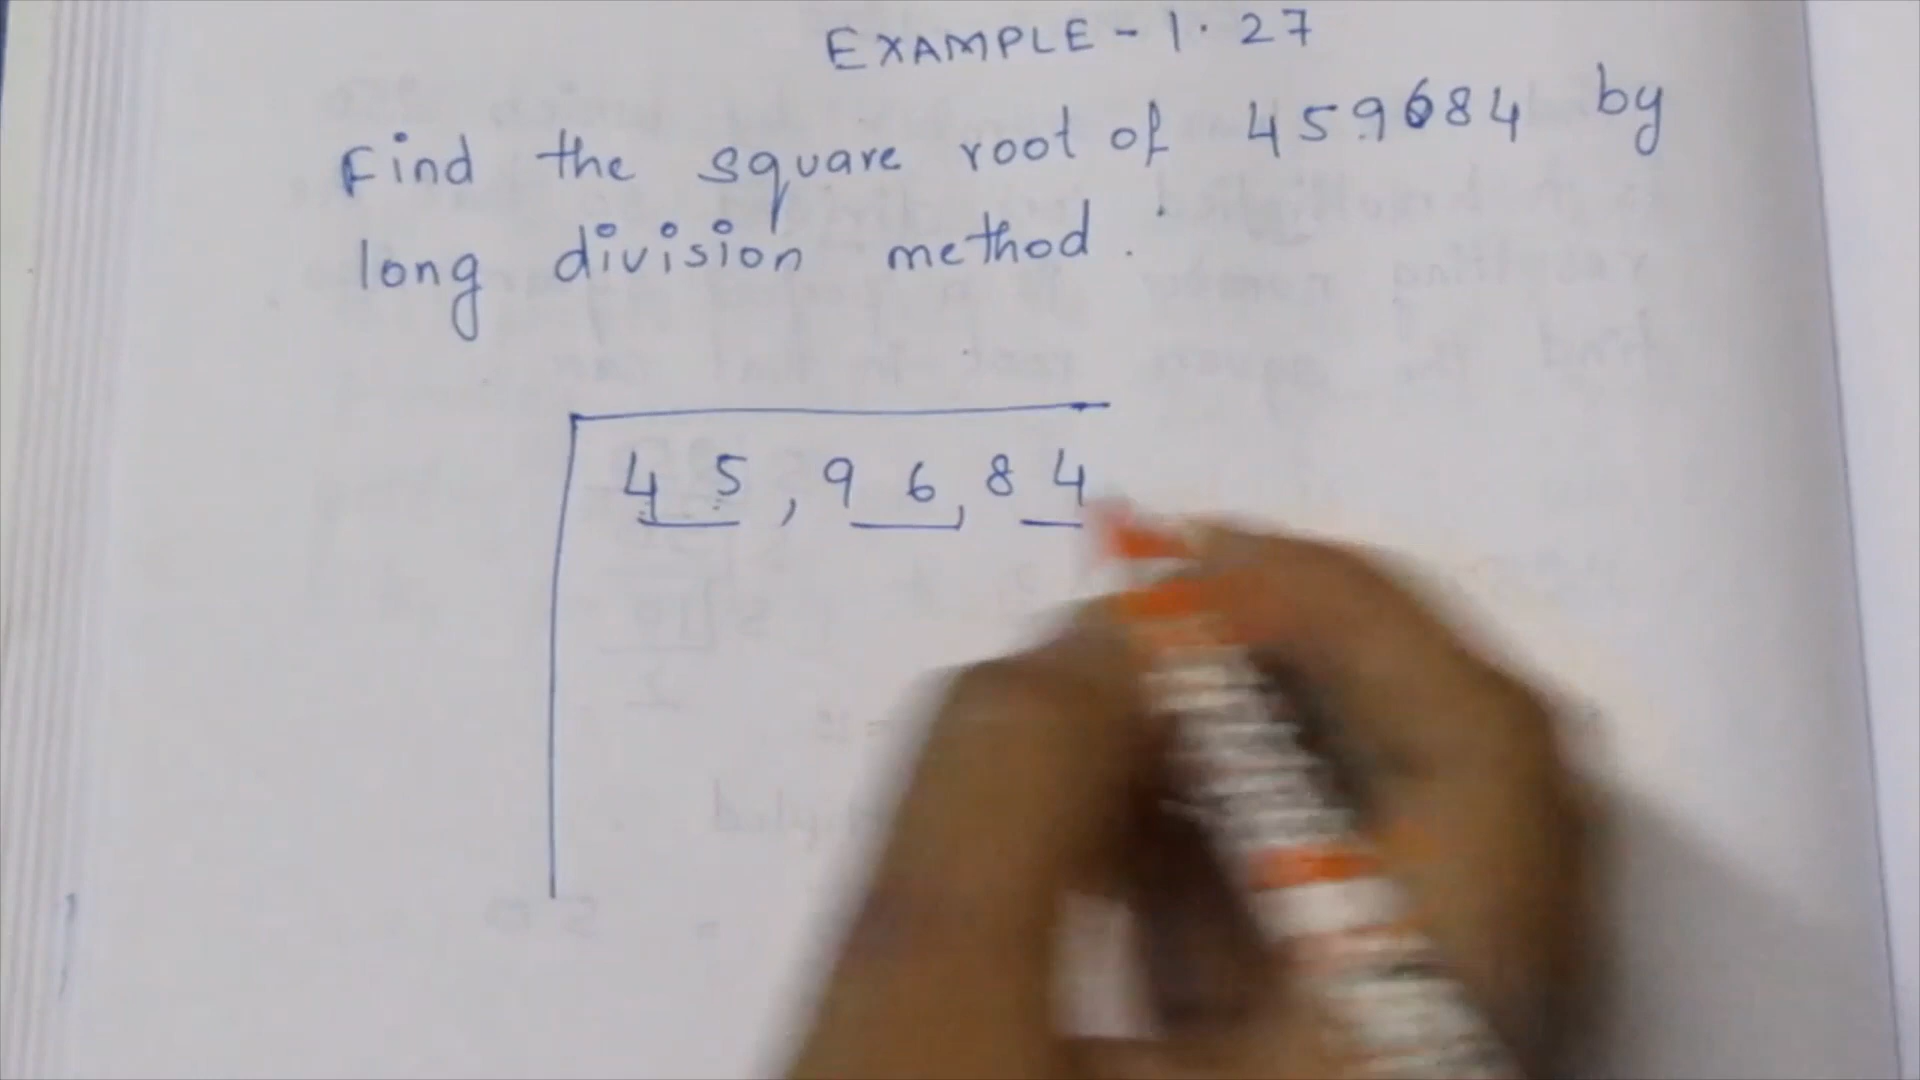 EXAMPLE - 1.27
Find the square root of 459684 by
long division method.
45,96,84